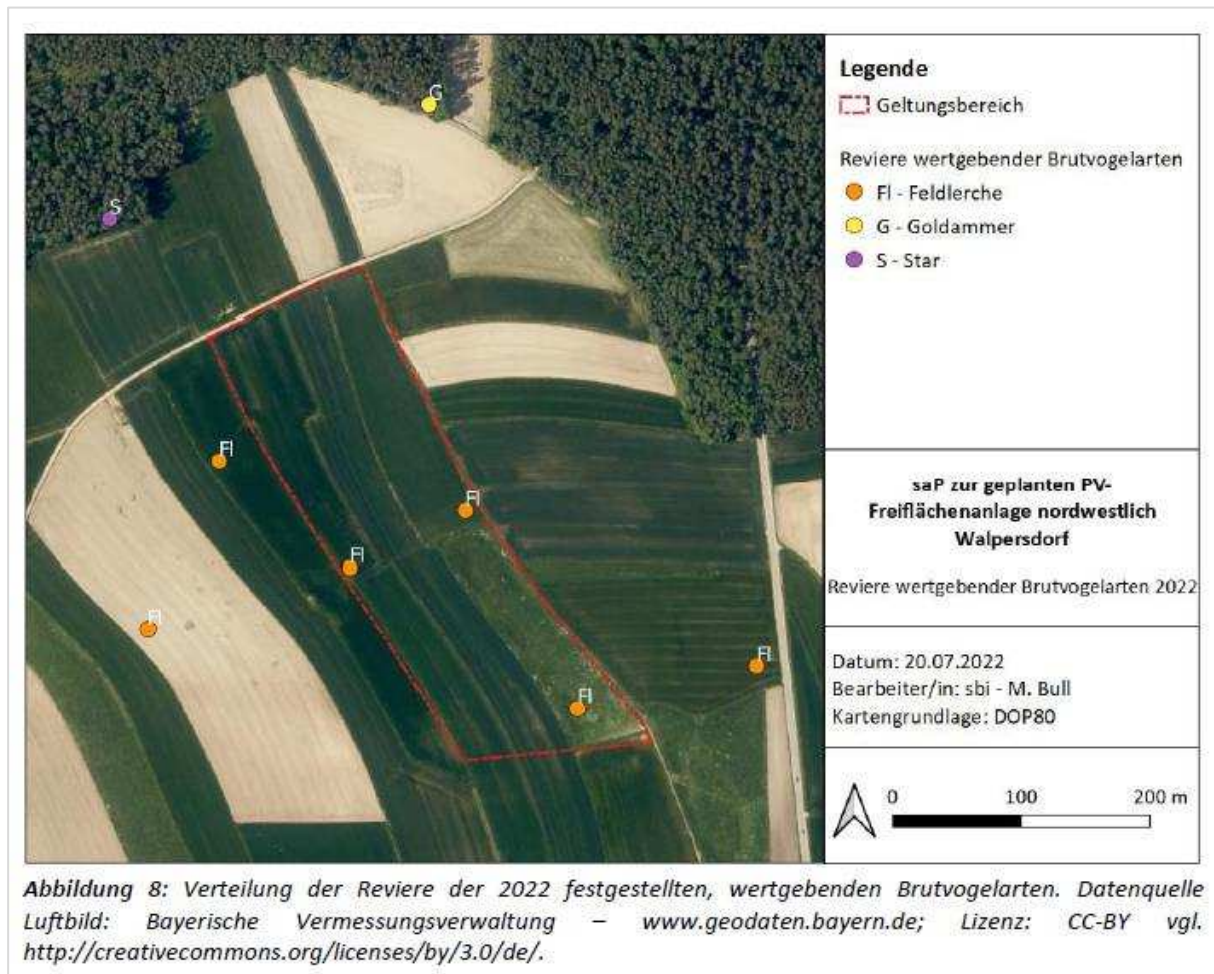 G
S
Fl
Fl
Fl
Fl
Fl
Fl
Legende
Geltungsbereich
Reviere wertgebender Brutvogelarten
Fl - Feldlerche
G - Goldammer
S - Star
saP zur geplanten PV-
Freiflächenanlage nordwestlich
Walpersdorf
Reviere wertgebender Brutvogelarten 2022
Datum: 20.07.2022
Bearbeiter/in: sbi - M. Bull
Kartengrundlage: DOP80
0 100 200 m
Abbildung 8: Verteilung der Reviere der 2022 festgestellten, wertgebenden Brutvogelarten. Datenquelle
Luftbild: Bayerische Vermessungsverwaltung – www.geodaten.bayern.de; Lizenz: CC-BY vgl.
http://creativecommons.org/licenses/by/3.0/de/.